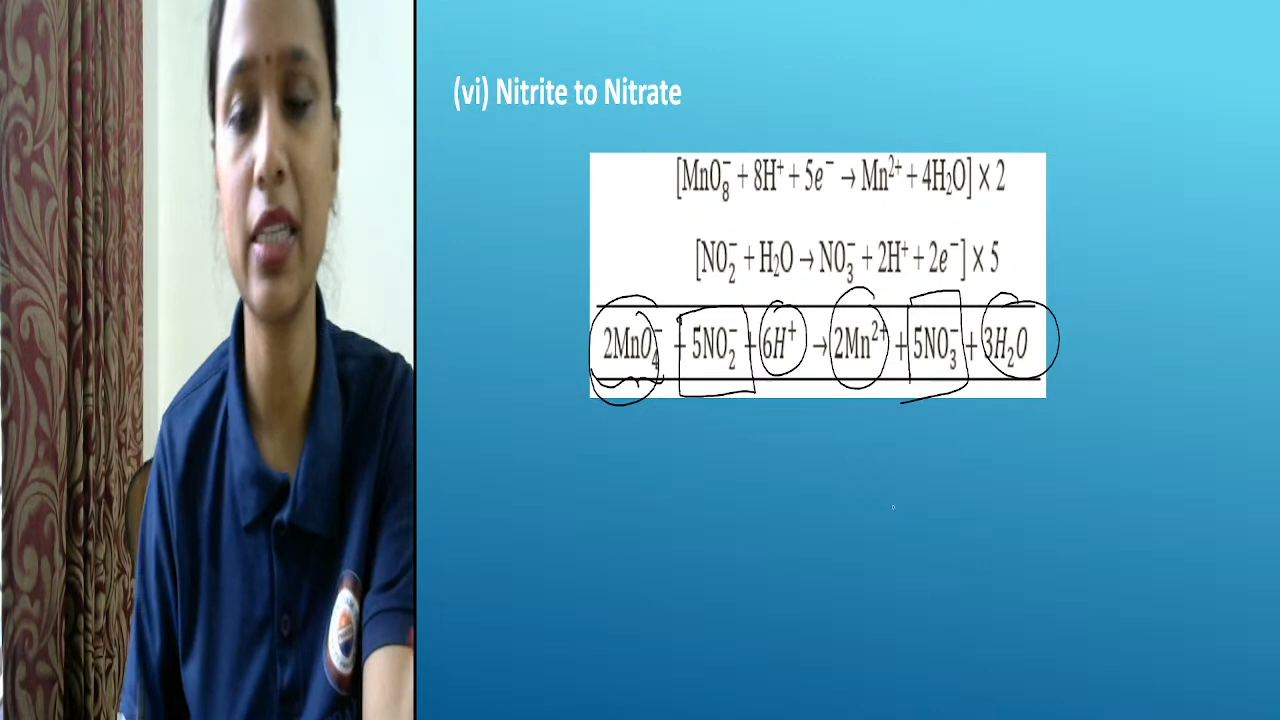 (vi) Nitrite to Nitrate
[MnO₈⁻ + 8H⁺ + 5e⁻ → Mn²⁺ + 4H₂O] × 2
[NO₂⁻ + H₂O → NO₃⁻ + 2H⁺ + 2e⁻] × 5
2MnO₄⁻ + 5NO₂⁻ + 6H⁺ → 2Mn²⁺ + 5NO₃⁻ + 3H₂O